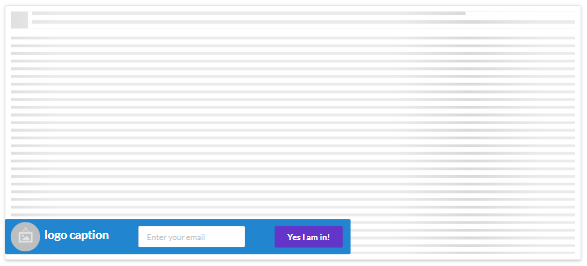 logo caption
Enter your email
Yes I am in!